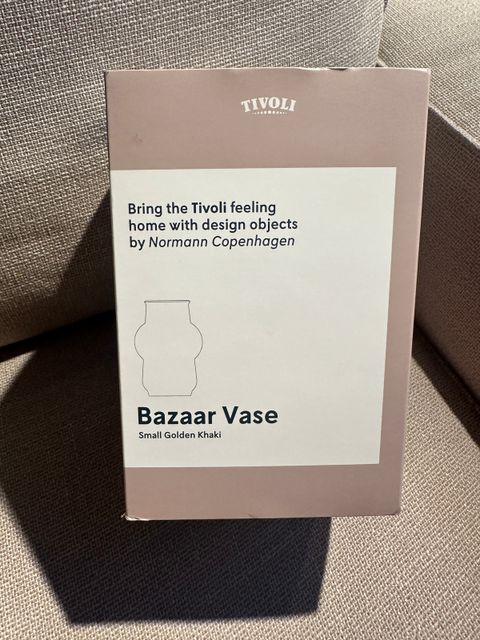 TIVOLI
Bring the Tivoli feeling
home with design objects
by Normann Copenhagen
Bazaar Vase
Small Golden Khaki